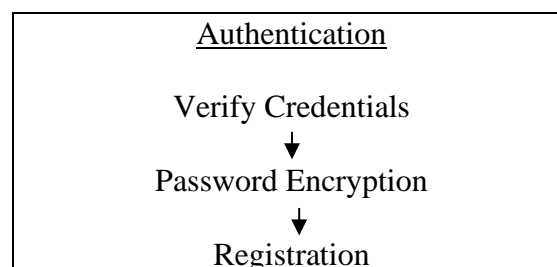 Authentication
Verify Credentials
Password Encryption
Registration